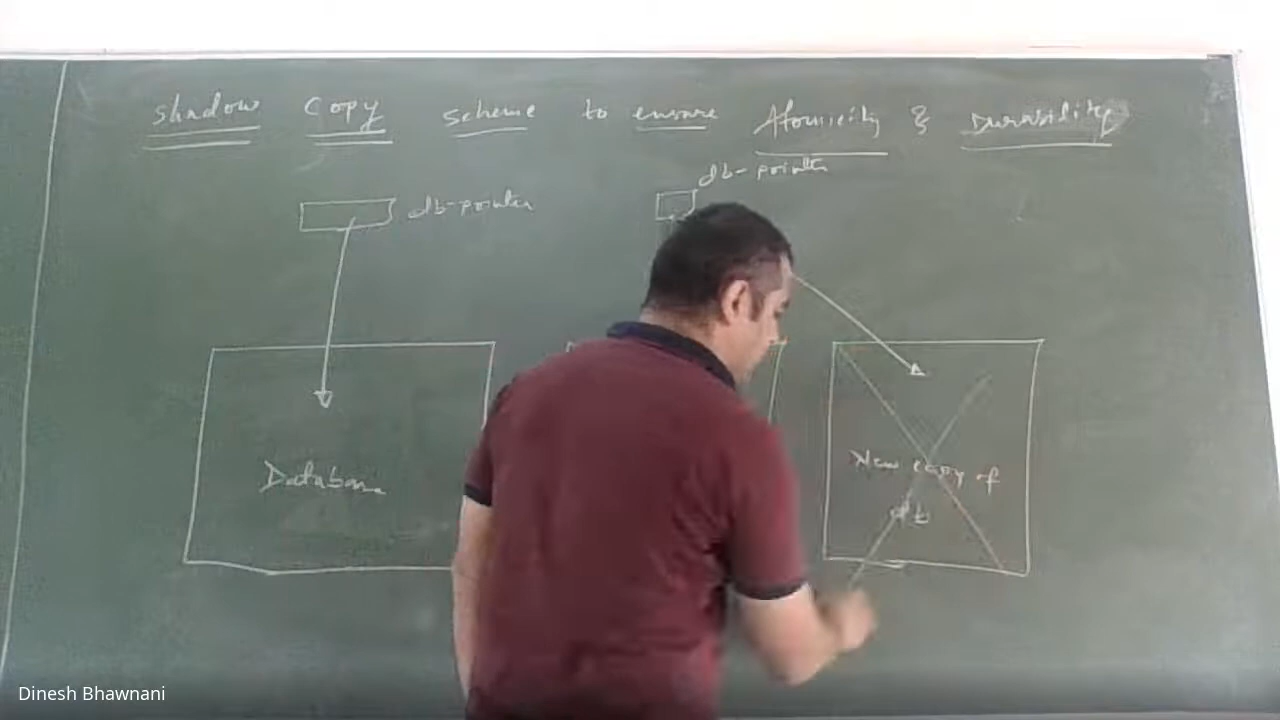 Shadow Copy scheme to ensure Atomicity & Durability
db-pointer
db-pointer
Database
New copy of
db
Dinesh Bhawnani